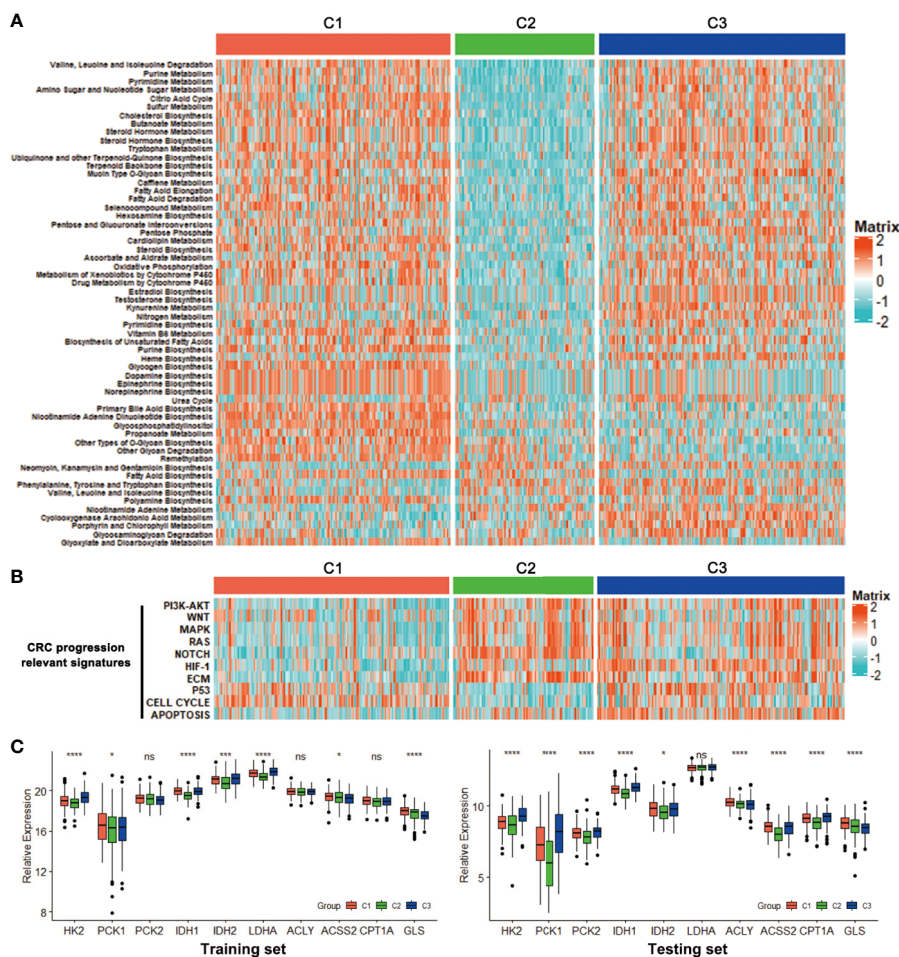 A
C1 C2 C3
Valine, Leucine and Isoleucine Degradation
Purine Metabolism
Pyrimidine Metabolism
Amino Sugar and Nucleotide Sugar Metabolism
Citric Acid Cycle
Sulfur Metabolism
Cholesterol Biosynthesis
Butanoate Metabolism
Steroid Hormone Metabolism
Steroid Hormone Biosynthesis
Tryptophan Metabolism
Ubiquinone and other Terpenoid-Quinone Biosynthesis
Terpenoid Backbone Biosynthesis
Mucin Type O-Glycan Biosynthesis
Caffeine Metabolism
Fatty Acid Elongation
Fatty Acid Degradation
Selenocompound Metabolism
Hexosamine Biosynthesis
Pentose and Glucuronate Interconversions
Pentose Phosphate
Cardiolipin Metabolism
Steroid Biosynthesis
Ascorbate and Aldrate Metabolism
Oxidative Phosphorylation
Metabolism of Xenobiotics by Cytochrome P450
Drug Metabolism by Cytochrome P450
Estradiol Biosynthesis
Testosterone Biosynthesis
Kynurenine Metabolism
Nitrogen Metabolism
Pyrimidine Biosynthesis
Vitamin B6 Metabolism
Biosynthesis of Unsaturated Fatty Acids
Purine Biosynthesis
Heme Biosynthesis
Glycogen Biosynthesis
Dopamine Biosynthesis
Epinephrine Biosynthesis
Norepinephrine Biosynthesis
Urea Cycle
Primary Bile Acid Biosynthesis
Nicotinamide Adenine Dinucleotide Biosynthesis
Glycosphosphatidylinositol
Propanoate Metabolism
Other Types of O-Glycan Biosynthesis
Other Glycan Degradation
Remethylation
Neomycin, Kanamycin and Gentamicin Biosynthesis
Fatty Acid Biosynthesis
Phenylalanine, Tyrosine and Tryptophan Biosynthesis
Valine, Leucine and Isoleucine Biosynthesis
Polyamine Biosynthesis
Nicotinamide Adenine Metabolism
Cyclooxygenase Arachidonic Acid Metabolism
Porphyrin and Chlorophyll Metabolism
Glycosaminoglycan Degradation
Glyoxylate and Dicarboxylate Metabolism
Matrix
2
1
0
-1
-2
B
C1 C2 C3
CRC progression
relevant signatures
PI3K-AKT
WNT
MAPK
RAS
NOTCH
HIF-1
ECM
P53
CELL CYCLE
APOPTOSIS
Matrix
2
1
0
-1
-2
C
**** * ns **** *** **** ns * ns ****
Relative Expression
20
16
12
8
Group C1 C2 C3
HK2 PCK1 PCK2 IDH1 IDH2 LDHA ACLY ACSS2 CPT1A GLS
Training set
**** **** **** **** * ns **** **** **** ****
Relative Expression
10
5
Group C1 C2 C3
HK2 PCK1 PCK2 IDH1 IDH2 LDHA ACLY ACSS2 CPT1A GLS
Testing set